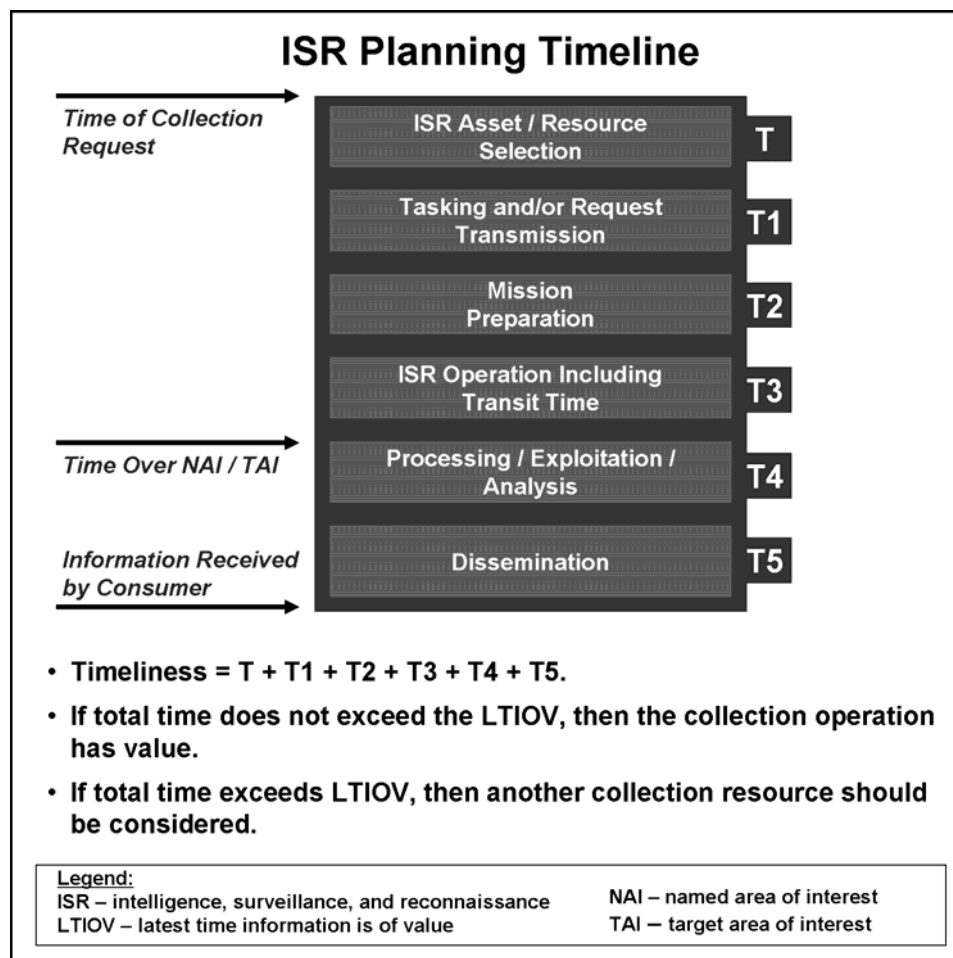 ISR Planning Timeline
Time of Collection
Request
ISR Asset / Resource
Selection
T
Tasking and/or Request
Transmission
T1
Mission
Preparation
T2
ISR Operation Including
Transit Time
T3
Time Over NAI / TAI
Processing / Exploitation /
Analysis
T4
Information Received
by Consumer
Dissemination
T5
• Timeliness = T + T1 + T2 + T3 + T4 + T5.
• If total time does not exceed the LTIOV, then the collection operation
has value.
• If total time exceeds LTIOV, then another collection resource should
be considered.
Legend:
ISR – intelligence, surveillance, and reconnaissance
LTIOV – latest time information is of value
NAI – named area of interest
TAI – target area of interest